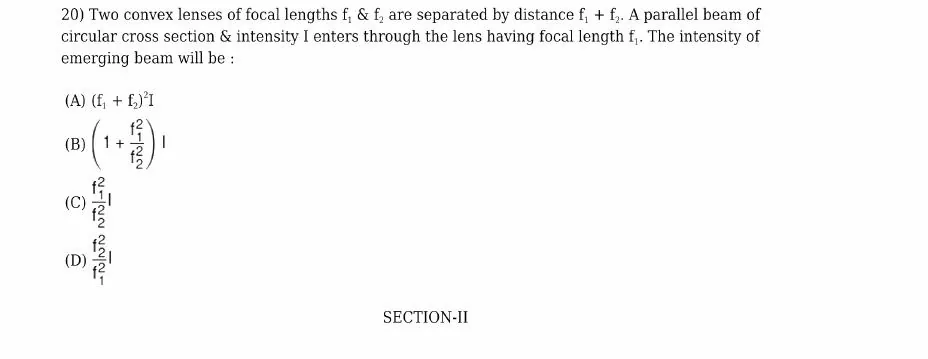 20) Two convex lenses of focal lengths f₁ & f₂ are separated by distance f₁ + f₂. A parallel beam of
circular cross section & intensity I enters through the lens having focal length f₁. The intensity of
emerging beam will be :
(A) (f₁ + f₂)²I
(B) (1 + f₁²/f₂²) I
(C) f₁²/f₂² I
(D) f₂²/f₁² I
SECTION-II